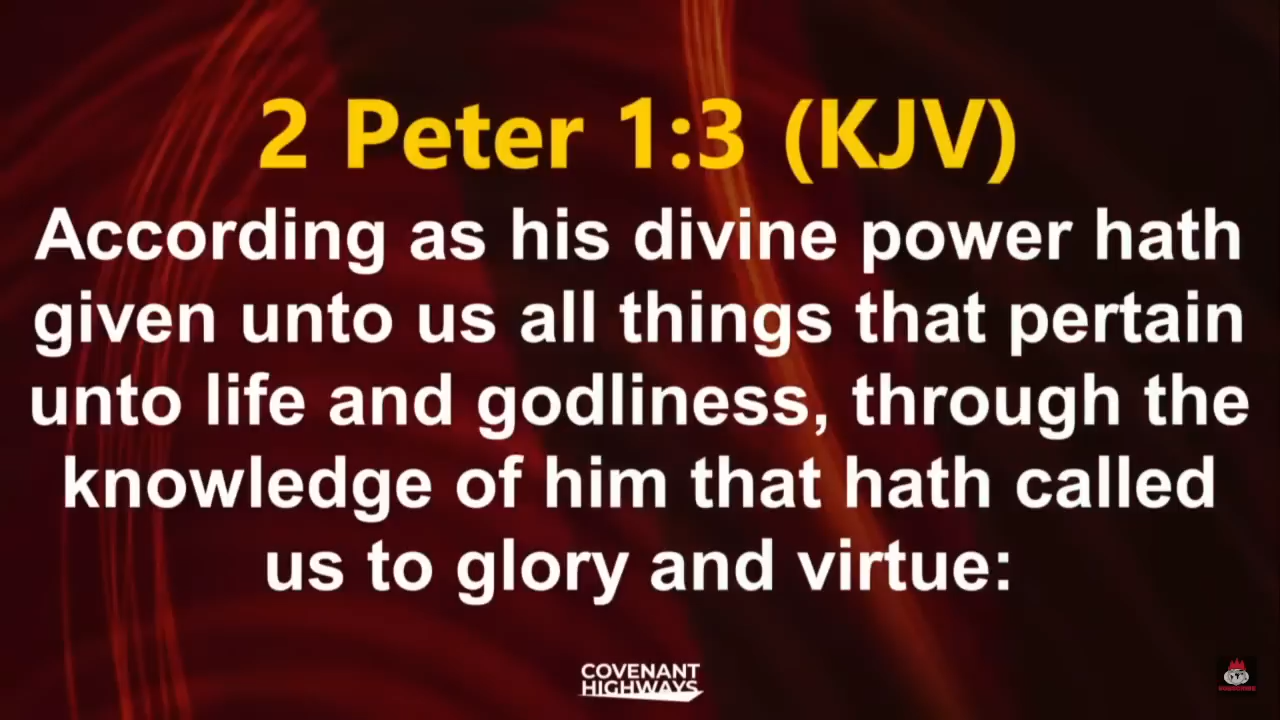 2 Peter 1:3 (KJV)
According as his divine power hath
given unto us all things that pertain
unto life and godliness, through the
knowledge of him that hath called
us to glory and virtue:
COVENANT
HIGHWAYS